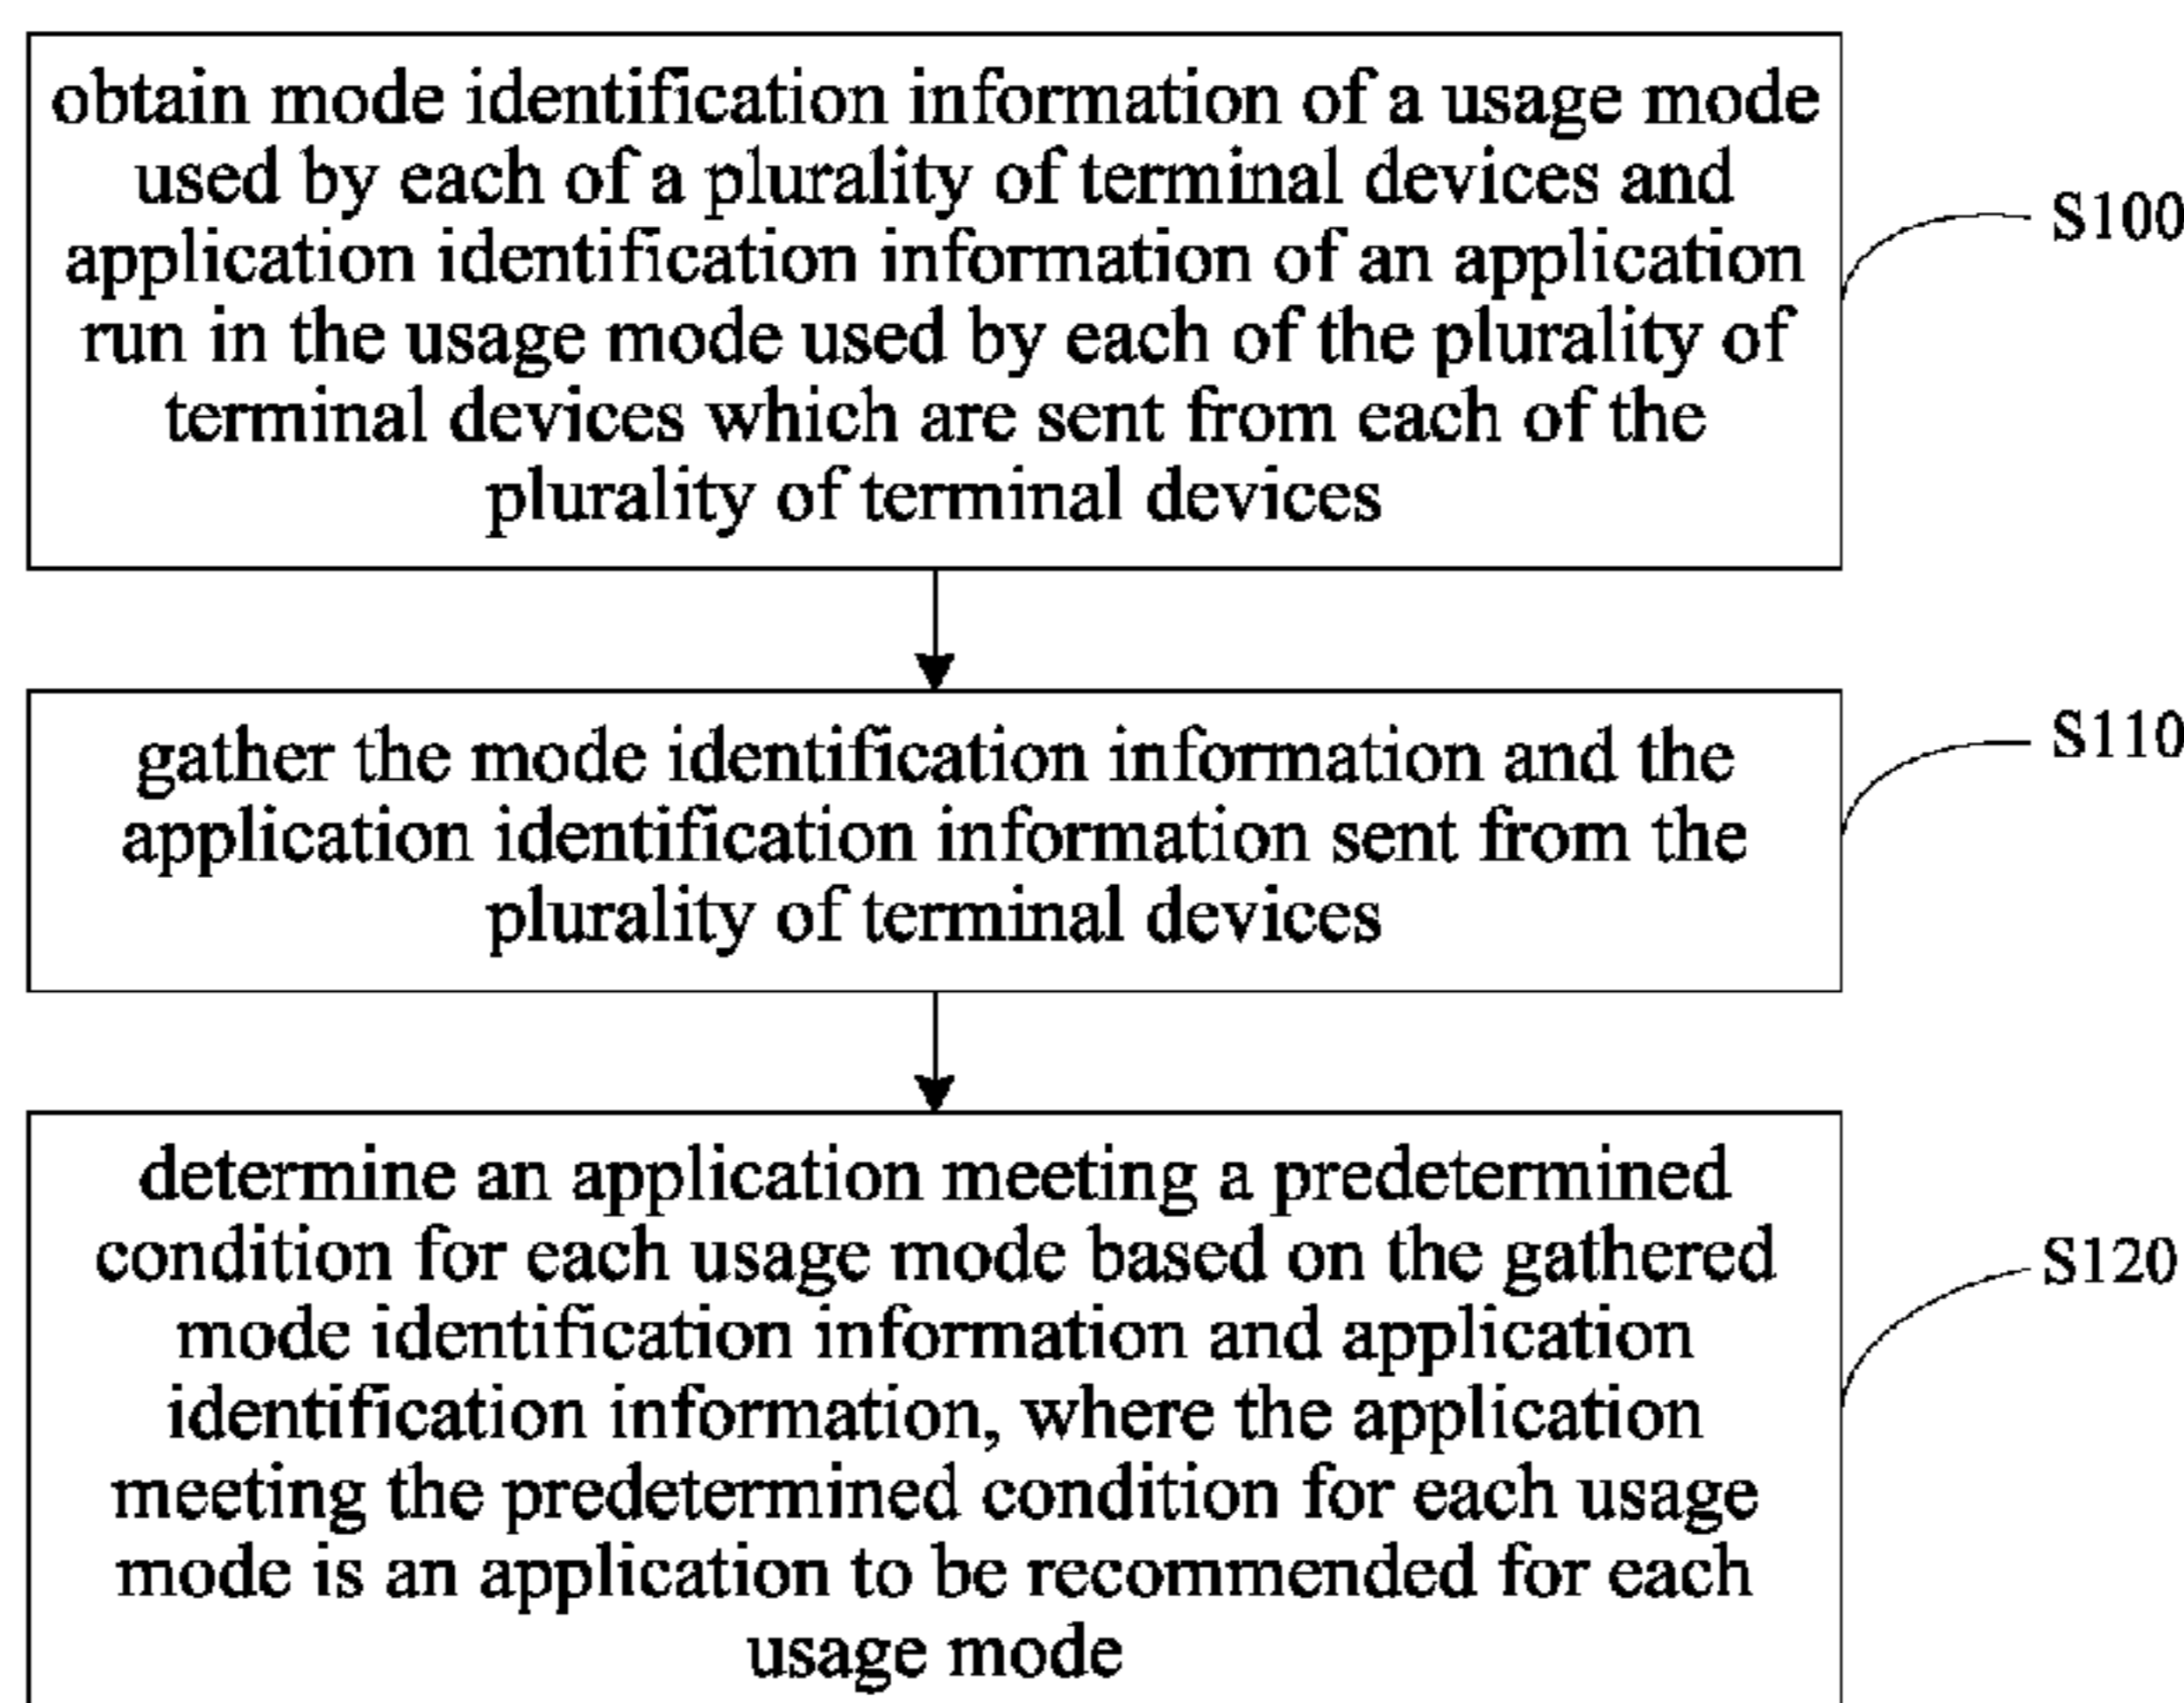 obtain mode identification information of a usage mode
used by each of a plurality of terminal devices and
application identification information of an application
run in the usage mode used by each of the plurality of
terminal devices which are sent from each of the
plurality of terminal devices
S100
gather the mode identification information and the
application identification information sent from the
plurality of terminal devices
S110
determine an application meeting a predetermined
condition for each usage mode based on the gathered
mode identification information and application
identification information, where the application
meeting the predetermined condition for each usage
mode is an application to be recommended for each
usage mode
S120